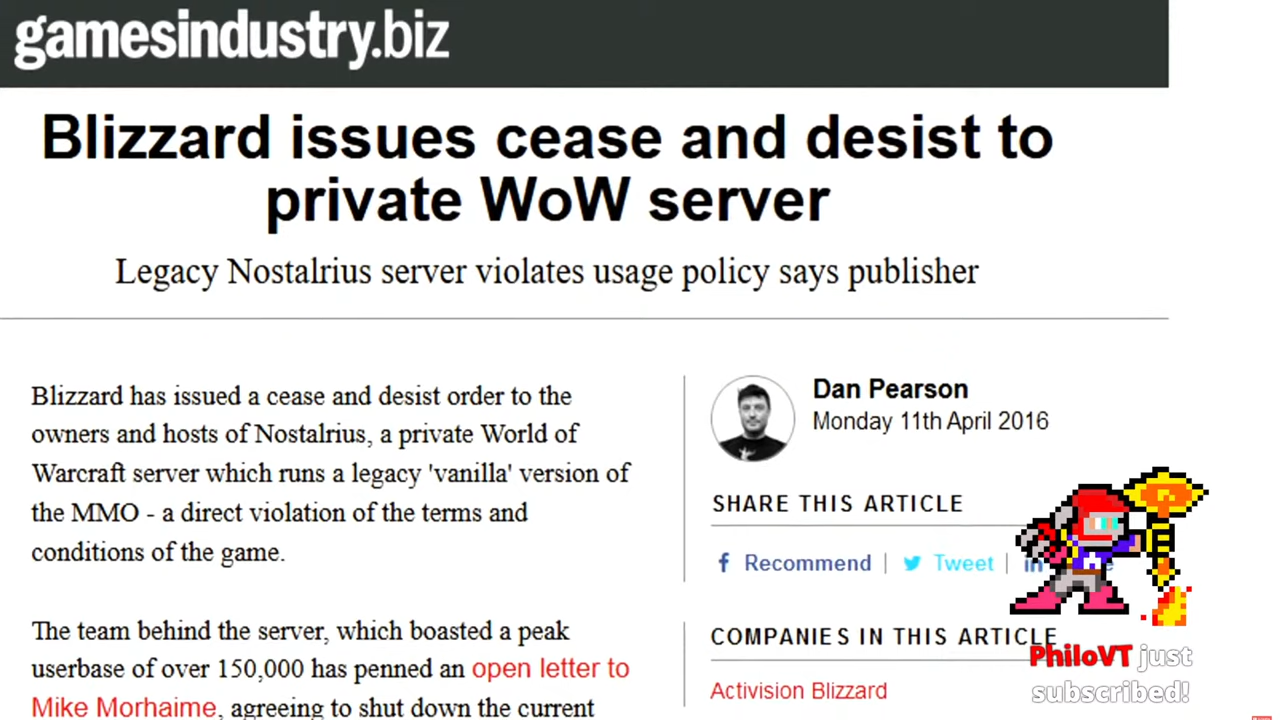 gamesindustry.biz
Blizzard issues cease and desist to
private WoW server
Legacy Nostalrius server violates usage policy says publisher
Blizzard has issued a cease and desist order to the
owners and hosts of Nostalrius, a private World of
Warcraft server which runs a legacy 'vanilla' version of
the MMO - a direct violation of the terms and
conditions of the game.
The team behind the server, which boasted a peak
userbase of over 150,000 has penned an open letter to
Mike Morhaime, agreeing to shut down the current
Dan Pearson
Monday 11th April 2016
SHARE THIS ARTICLE
Recommend | Tweet |
COMPANIES IN THIS ARTICLE
Activision Blizzard
PhiloVT just
subscribed!